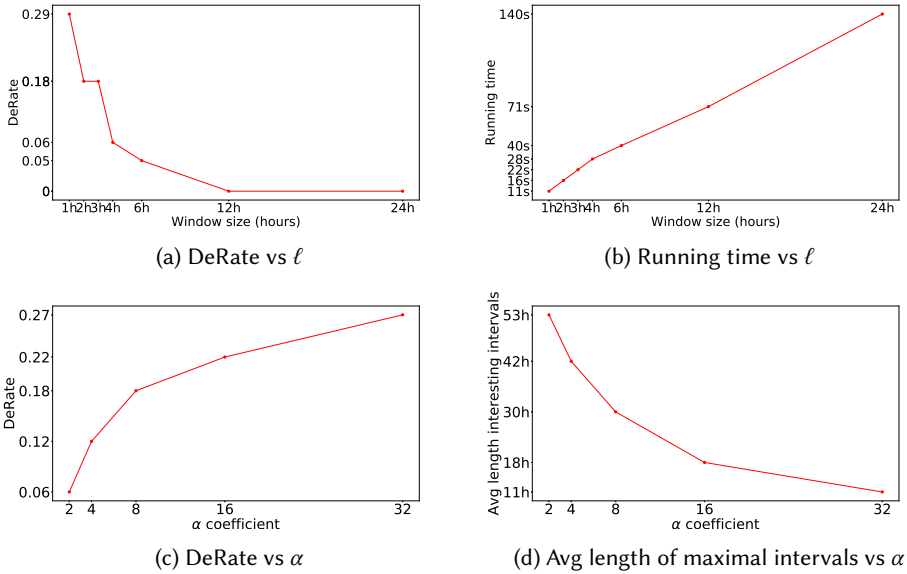 0.29
0.18
0.06
0.05
0
DeRate
1h2h3h4h 6h 12h 24h
Window size (hours)
(a) DeRate vs ℓ
140s
71s
40s
28s
22s
16s
11s
Running time
1h2h3h4h 6h 12h 24h
Window size (hours)
(b) Running time vs ℓ
0.27
0.22
0.18
0.12
0.06
DeRate
2 4 8 16 32
α coefficient
(c) DeRate vs α
53h
42h
30h
18h
11h
Avg length interesting intervals
2 4 8 16 32
α coefficient
(d) Avg length of maximal intervals vs α